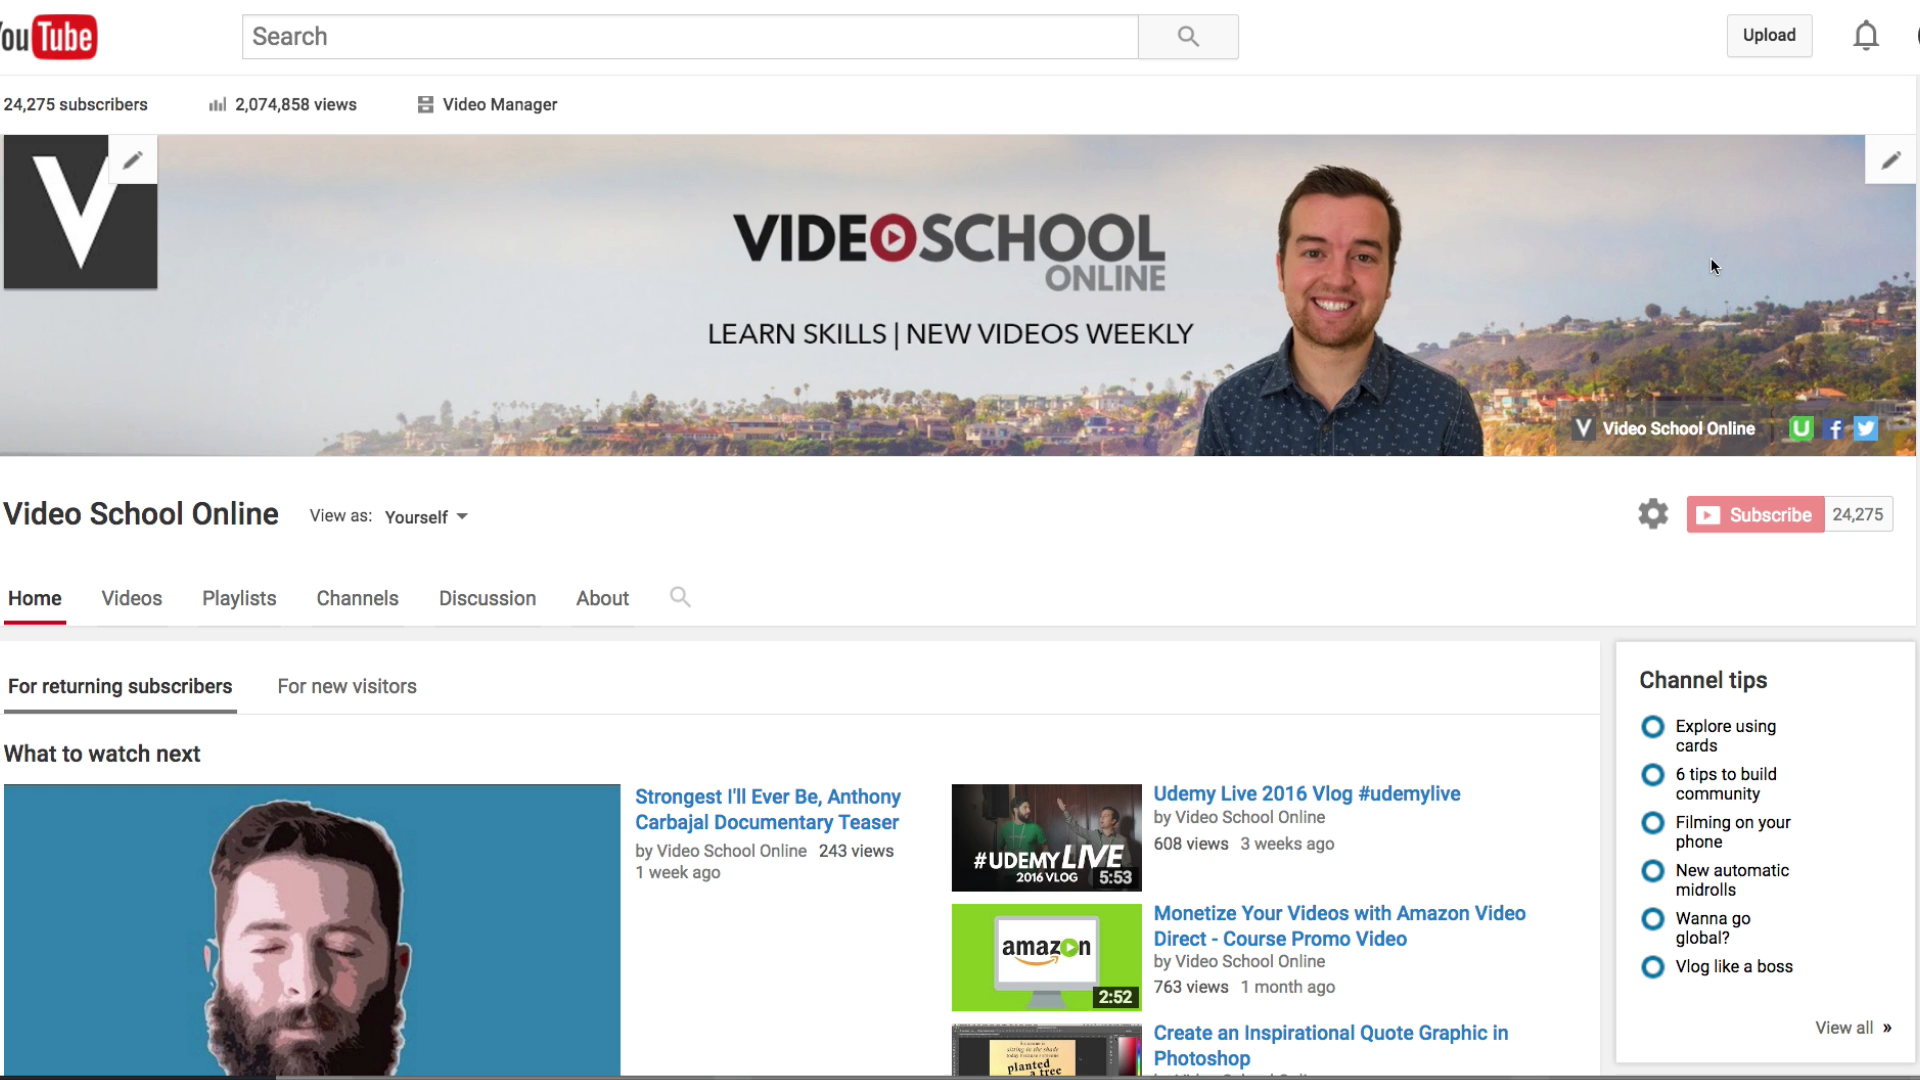 You Tube
Search
Upload
24,275 subscribers
2,074,858 views
Video Manager
V
VIDEOSCHOOL
ONLINE
LEARN SKILLS | NEW VIDEOS WEEKLY
V Video School Online
Video School Online
View as: Yourself
Subscribe 24,275
Home Videos Playlists Channels Discussion About
For returning subscribers
For new visitors
What to watch next
Strongest I'll Ever Be, Anthony
Carbajal Documentary Teaser
by Video School Online 243 views
1 week ago
#UDEMY LIVE
2016 VLOG
5:53
Udemy Live 2016 Vlog #udemylive
by Video School Online
608 views 3 weeks ago
amazon
2:52
Monetize Your Videos with Amazon Video
Direct - Course Promo Video
by Video School Online
763 views 1 month ago
planted
a tree
Create an Inspirational Quote Graphic in
Photoshop
Channel tips
Explore using
cards
6 tips to build
community
Filming on your
phone
New automatic
midrolls
Wanna go
global?
Vlog like a boss
View all »